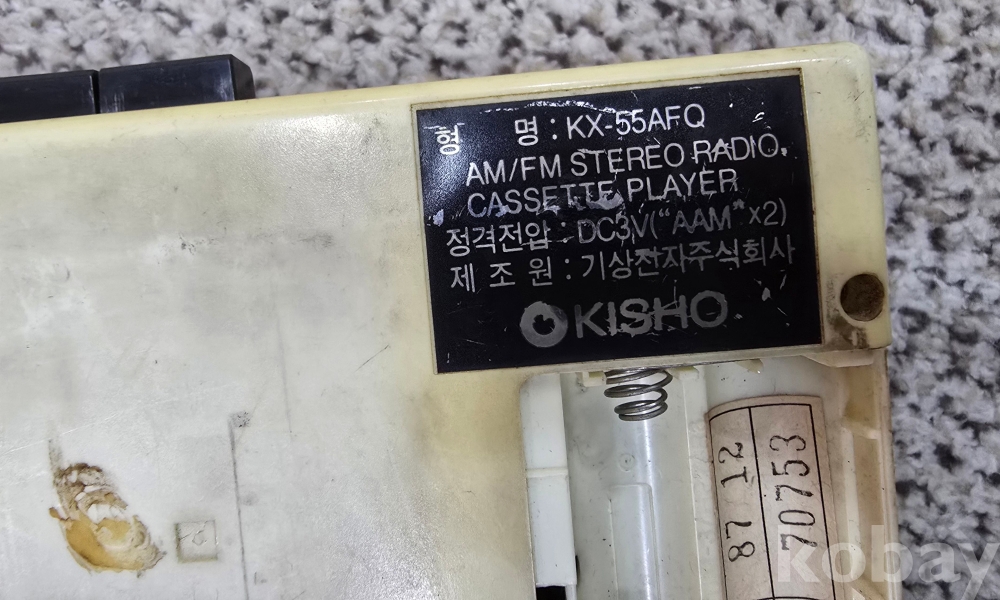 형 명 : KX-55AFQ
AM/FM STEREO RADIO.
CASSETTE PLAYER
정격전압 : DC3V("AAM"×2)
제 조 원 : 기상전자주식회사
KISHO
87 12
70753
kobay